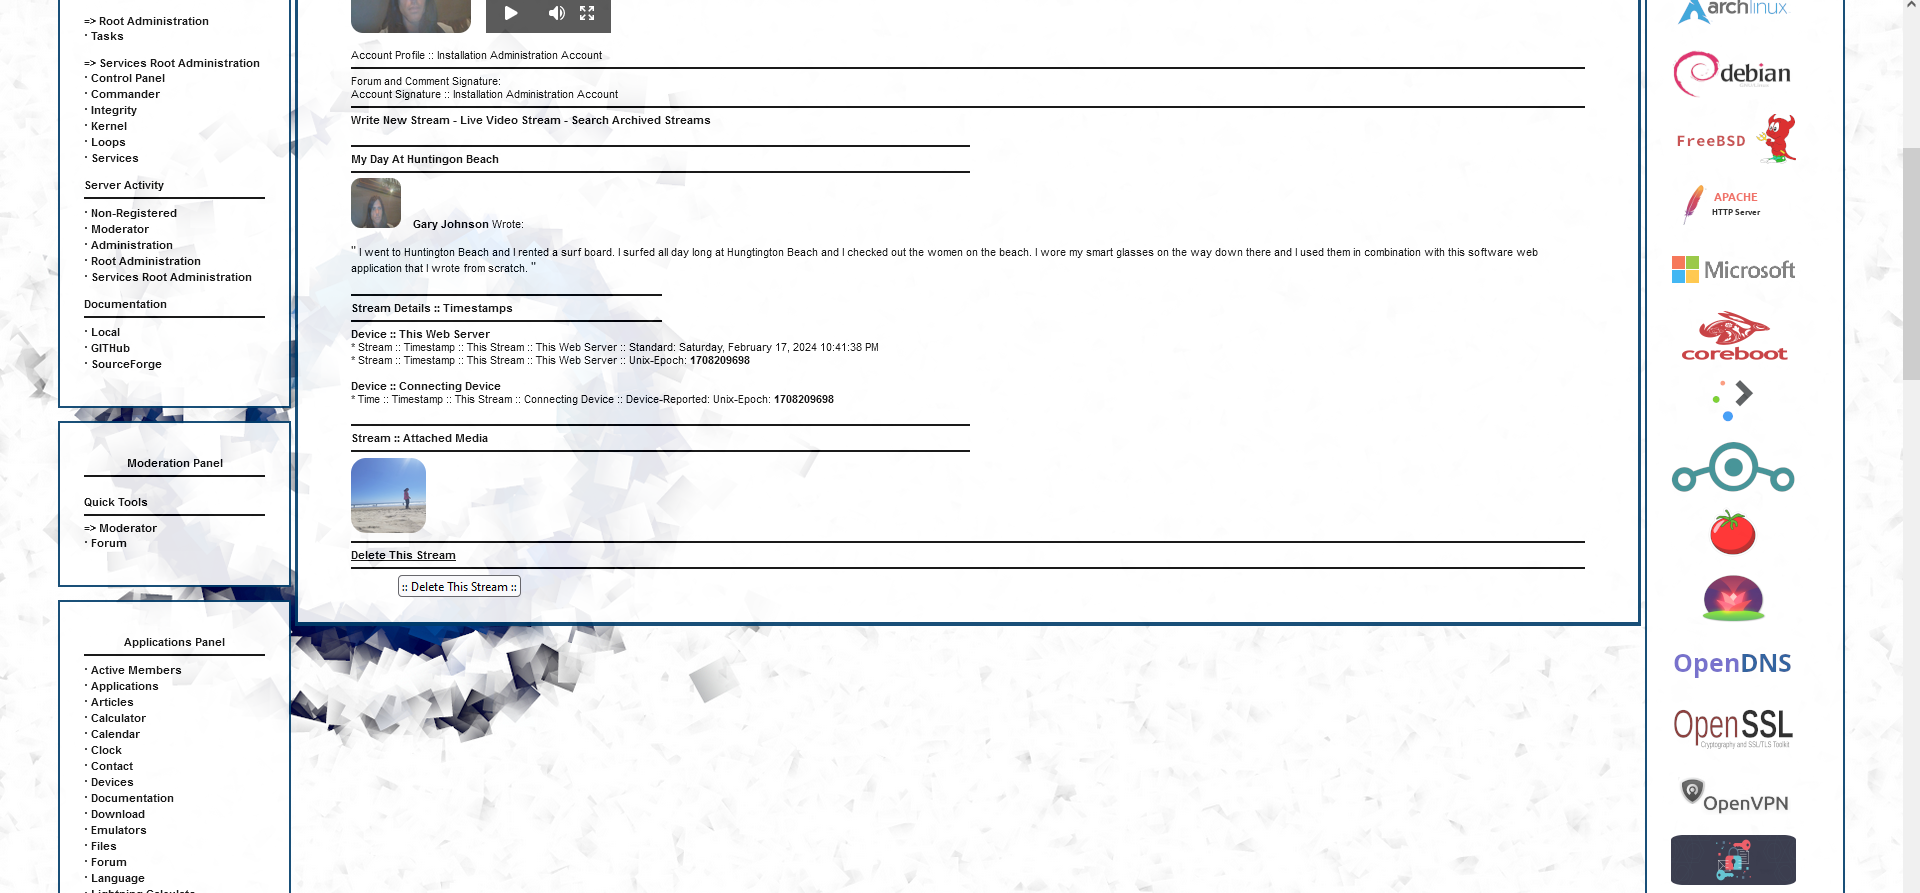 => Root Administration
· Tasks
=> Services Root Administration
· Control Panel
· Commander
· Integrity
· Kernel
· Loops
· Services
Server Activity
· Non-Registered
· Moderator
· Administration
· Root Administration
· Services Root Administration
Documentation
· Local
· GITHub
· SourceForge
Moderation Panel
Quick Tools
=> Moderator
· Forum
Applications Panel
· Active Members
· Applications
· Articles
· Calculator
· Calendar
· Clock
· Contact
· Devices
· Documentation
· Download
· Emulators
· Files
· Forum
· Language
Account Profile :: Installation Administration Account
Forum and Comment Signature:
Account Signature :: Installation Administration Account
Write New Stream - Live Video Stream - Search Archived Streams
My Day At Huntingon Beach
Gary Johnson Wrote:
" I went to Huntington Beach and I rented a surf board. I surfed all day long at Hungtington Beach and I checked out the women on the beach. I wore my smart glasses on the way down there and I used them in combination with this software web
application that I wrote from scratch. "
Stream Details :: Timestamps
Device :: This Web Server
* Stream :: Timestamp :: This Stream :: This Web Server :: Standard: Saturday, February 17, 2024 10:41:38 PM
* Stream :: Timestamp :: This Stream :: This Web Server :: Unix-Epoch: 1708209698
Device :: Connecting Device
* Time :: Timestamp :: This Stream :: Connecting Device :: Device-Reported: Unix-Epoch: 1708209698
Stream :: Attached Media
Delete This Stream
:: Delete This Stream ::
archlinux
debian
FreeBSD
APACHE
HTTP Server
Microsoft
coreboot
OpenDNS
OpenSSL
Cryptography and SSL/TLS Toolkit
OpenVPN